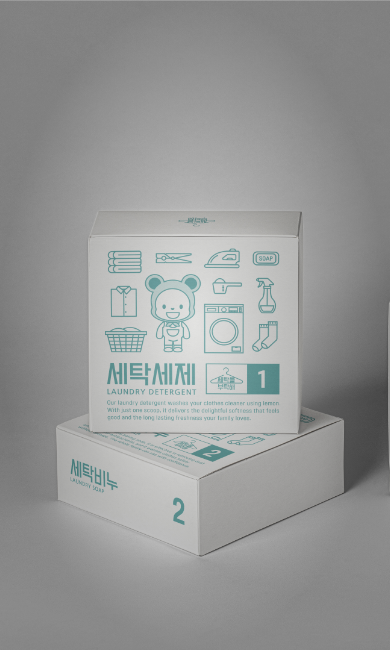 SOAP
세탁세제
1
LAUNDRY DETERGENT
Our laundry detergent washes your clothes cleaner using lemon.
With just one scoop, it delivers the delightful softness that feels
good and the long-lasting freshness your family loves.
2
세탁비누
LAUNDRY SOAP
2